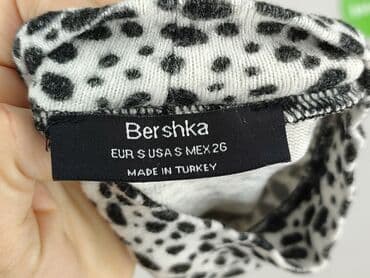 Bershka
EUR S USA S MEX 26
MADE IN TURKEY